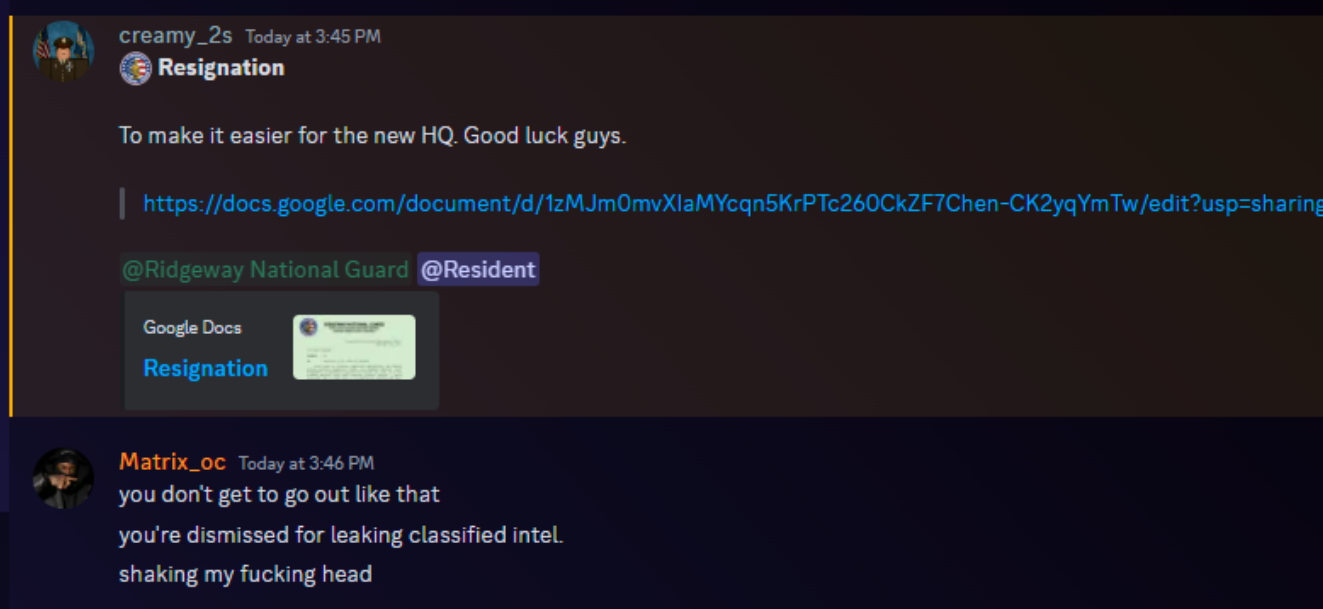 creamy_2s Today at 3:45 PM
Resignation
To make it easier for the new HQ. Good luck guys.
https://docs.google.com/document/d/1zMJm0mvXIaMYcqn5KrPTc26OCkZF7Chen-CK2yqYmTw/edit?usp=sharing
@Ridgeway National Guard @Resident
Google Docs
Resignation
Matrix_oc Today at 3:46 PM
you don't get to go out like that
you're dismissed for leaking classified intel.
shaking my fucking head